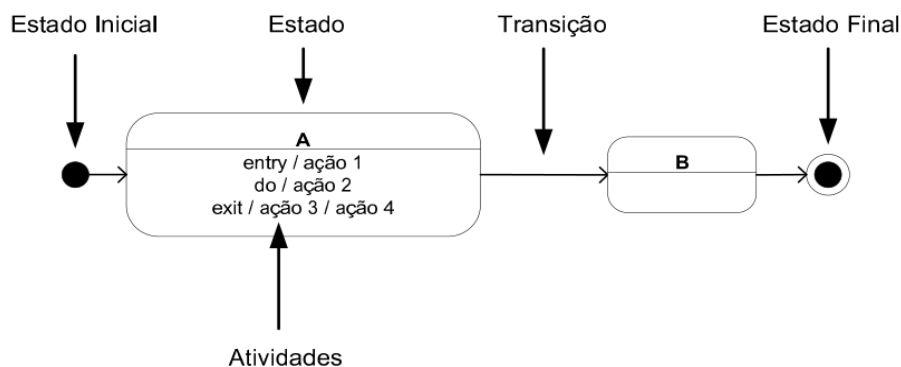 Estado Inicial
Estado
Transição
Estado Final
A
entry / ação 1
do / ação 2
exit / ação 3 / ação 4
B
Atividades